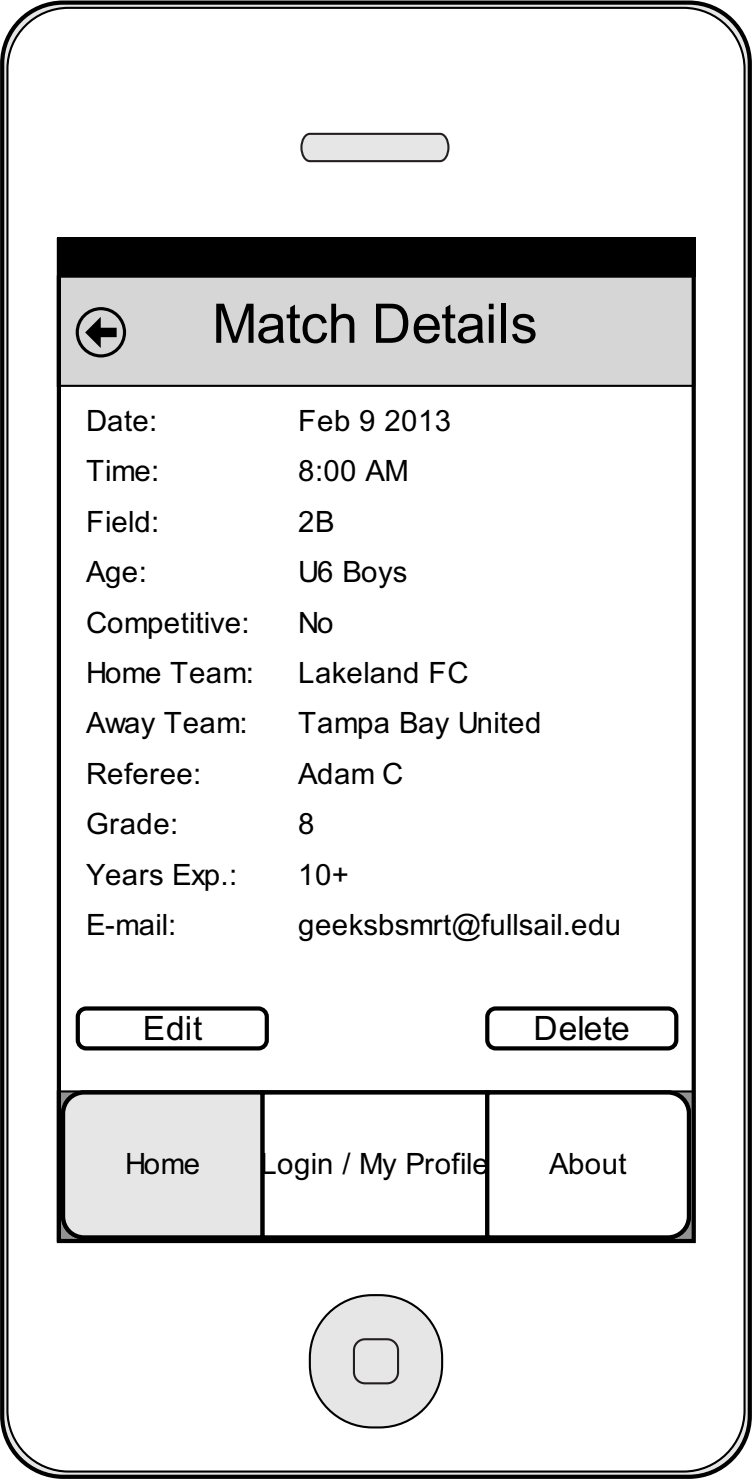 Match Details
Date: Feb 9 2013
Time: 8:00 AM
Field: 2B
Age: U6 Boys
Competitive: No
Home Team: Lakeland FC
Away Team: Tampa Bay United
Referee: Adam C
Grade: 8
Years Exp.: 10+
E-mail: geeksbsmrt@fullsail.edu
Edit Delete
Home Login / My Profile About